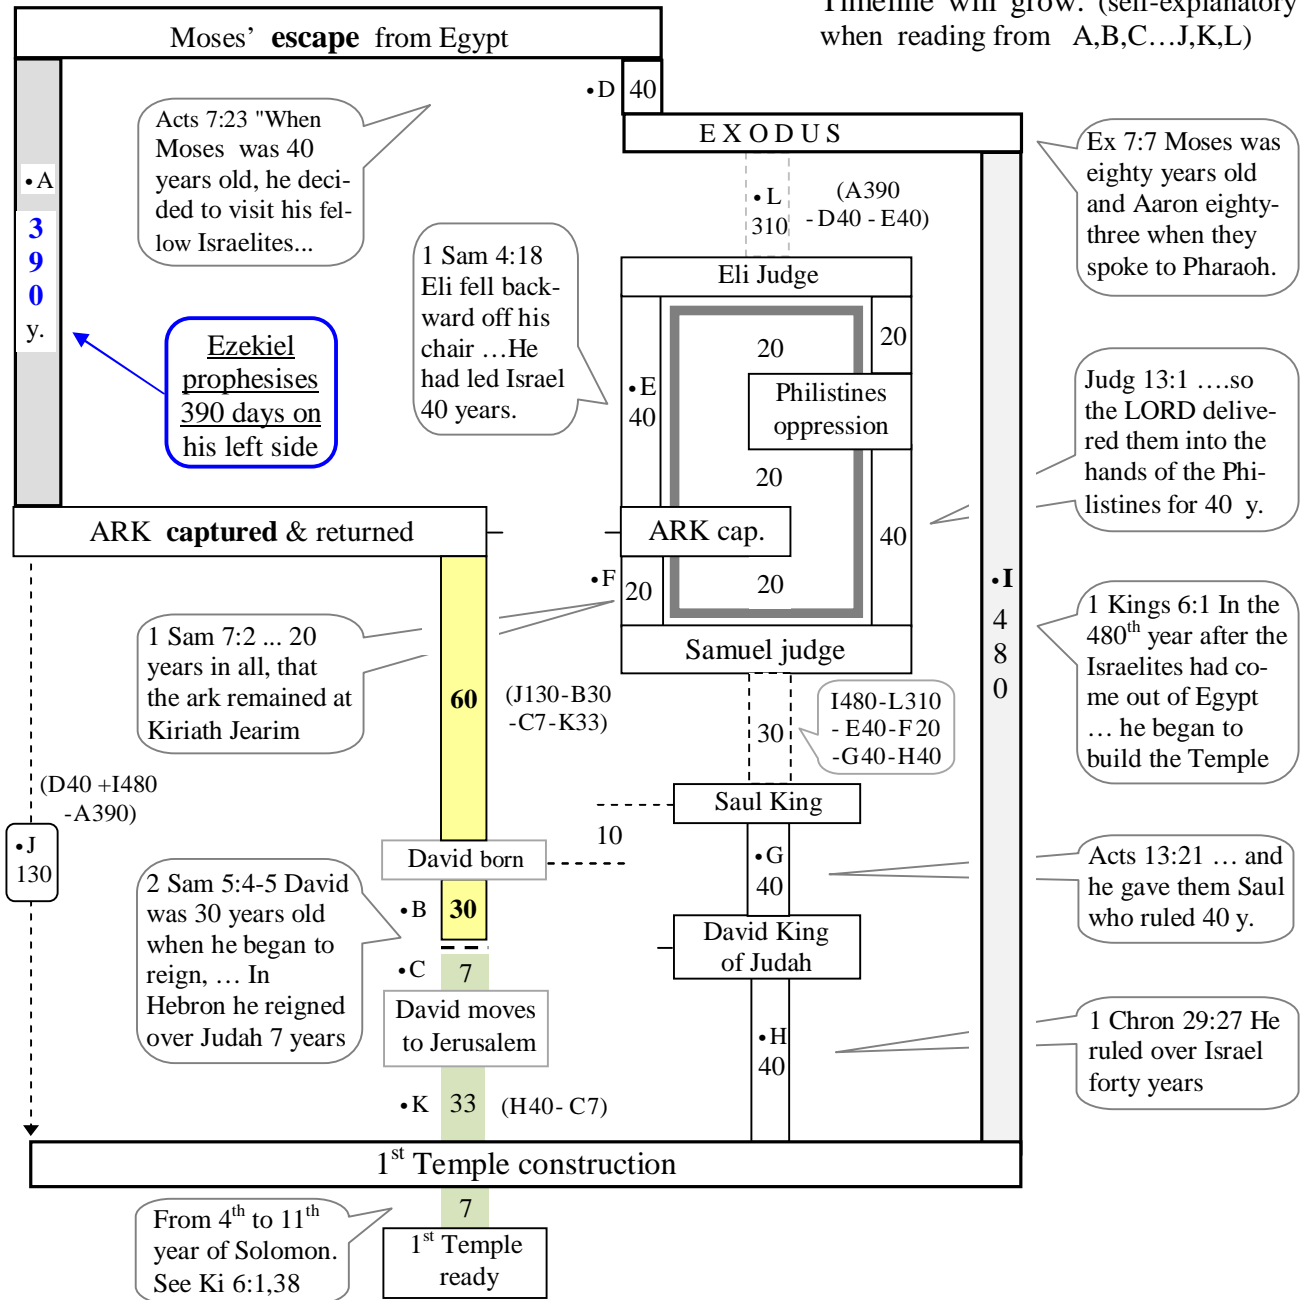 Timeline will grow. (self-explanatory
when reading from A,B,C…J,K,L)
Moses’ escape from Egypt
•D 40
E X O D U S
Acts 7:23 "When
Moses was 40
years old, he deci-
ded to visit his fel-
low Israelites...
Ex 7:7 Moses was
eighty years old
and Aaron eighty-
three when they
spoke to Pharaoh.
•A
3
9
0
y.
•L
310
(A390
- D40 - E40)
1 Sam 4:18
Eli fell back-
ward off his
chair …He
had led Israel
40 years.
Eli Judge
Ezekiel
prophesises
390 days on
his left side
20
20
•E
40
Philistines
oppression
20
40
Judg 13:1 ….so
the LORD delive-
red them into the
hands of the Phi-
listines for 40 y.
ARK captured & returned
ARK cap.
•F
20
20
Samuel judge
1 Sam 7:2 ... 20
years in all, that
the ark remained at
Kiriath Jearim
60
(J130-B30
-C7-K33)
30
I480-L310
- E40-F20
-G40-H40
•I
4
8
0
1 Kings 6:1 In the
480th year after the
Israelites had co-
me out of Egypt
… he began to
build the Temple
(D40 +I480
-A390)
•J
130
Saul King
10
David born
•G
40
Acts 13:21 … and
he gave them Saul
who ruled 40 y.
2 Sam 5:4-5 David
was 30 years old
when he began to
reign, … In
Hebron he reigned
over Judah 7 years
•B 30
David King
of Judah
•C 7
David moves
to Jerusalem
•H
40
1 Chron 29:27 He
ruled over Israel
forty years
•K 33 (H40- C7)
1st Temple construction
7
From 4th to 11th
year of Solomon.
See Ki 6:1,38
1st Temple
ready